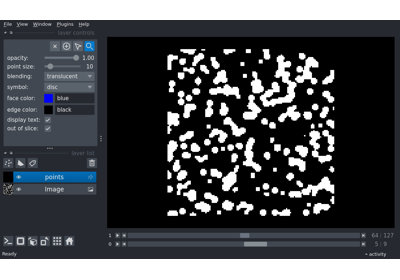 File View Window Plugins Help
layer controls
opacity: 1.00
point size: 10
blending: translucent
symbol: disc
face color: blue
edge color: black
display text:
out of slice:
layer list
points
Image
1 64 127
0 5 9
Ready activity